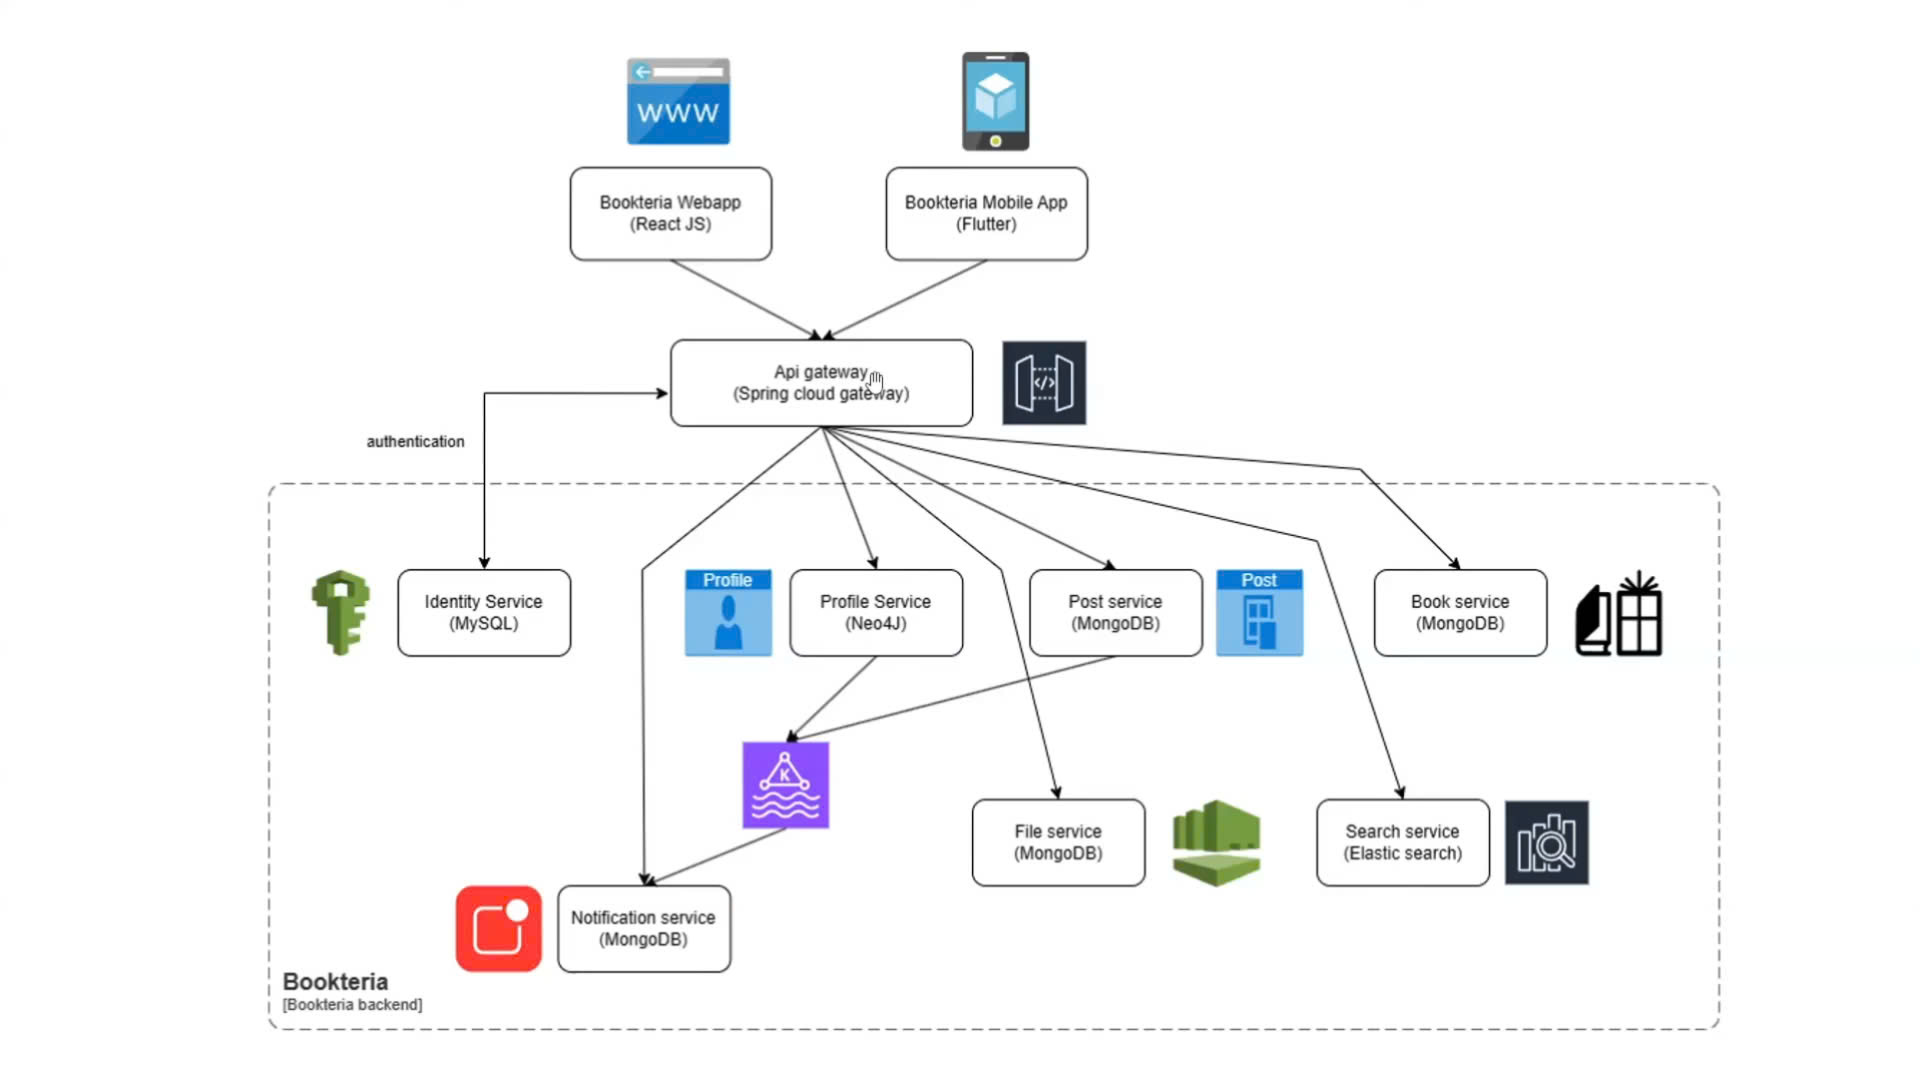 WWW
Bookteria Webapp
(React JS)
Bookteria Mobile App
(Flutter)
Api gateway
(Spring cloud gateway)
</>
authentication
Identity Service
(MySQL)
Profile
Profile Service
(Neo4J)
Post service
(MongoDB)
Post
Book service
(MongoDB)
K
File service
(MongoDB)
Search service
(Elastic search)
Notification service
(MongoDB)
Bookteria
[Bookteria backend]